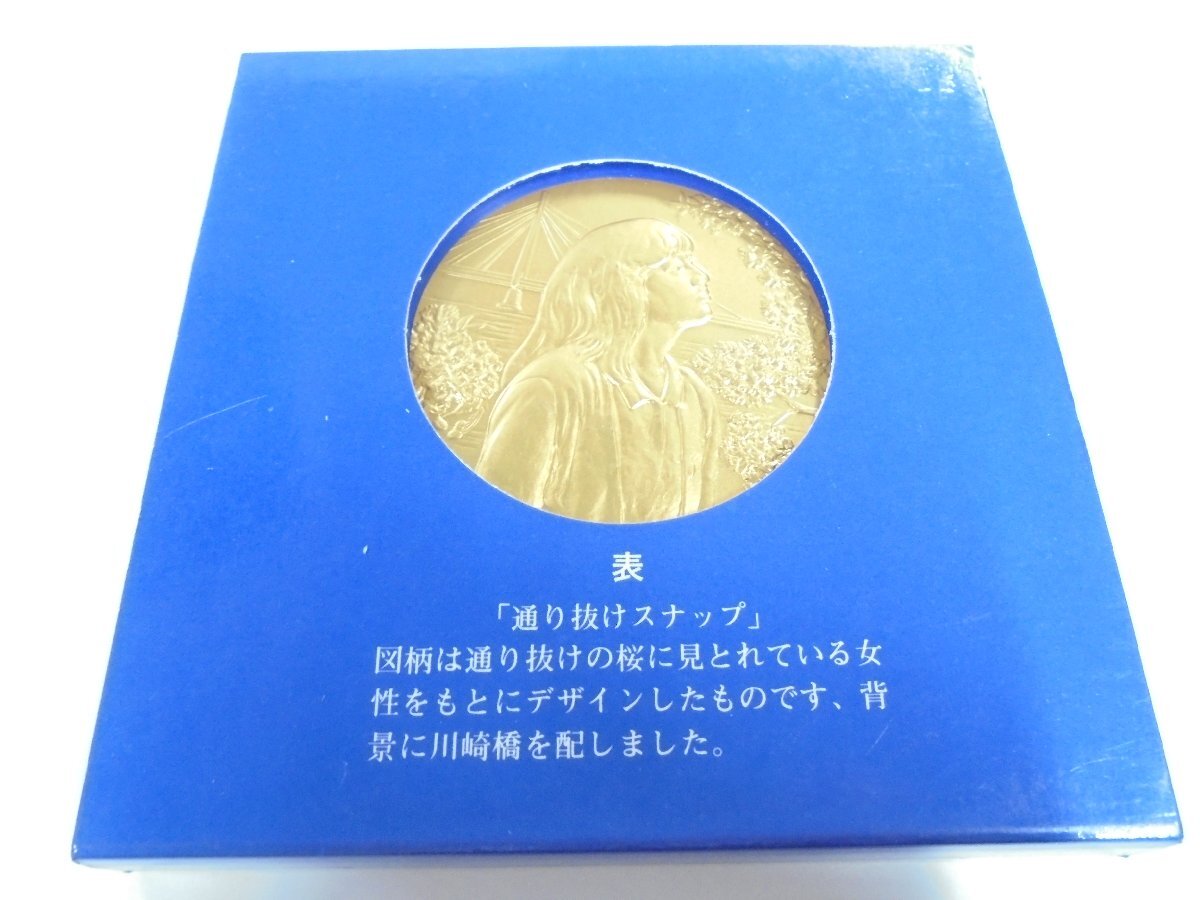 表
「通り抜けスナップ」
図柄は通り抜けの桜に見とれている女
性をもとにデザインしたものです、背
景に川崎橋を配しました。